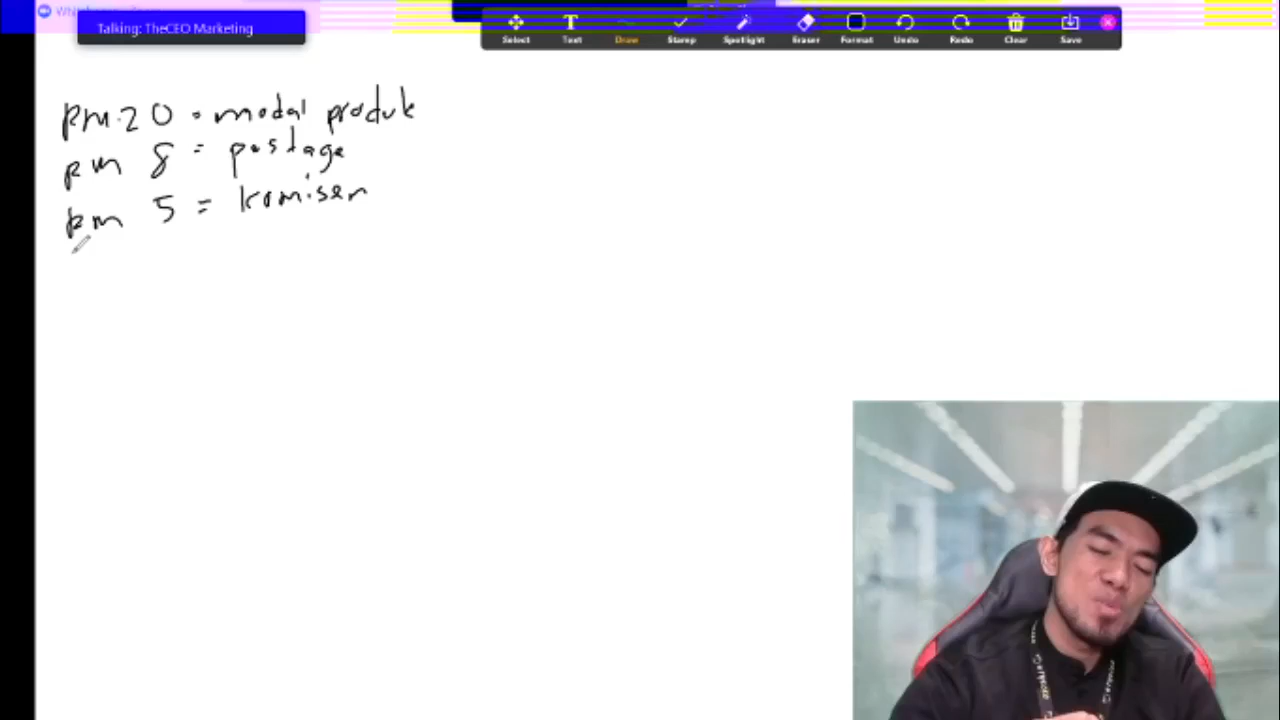 Talking: TheCEO Marketing
Select Text Draw Stamp Spotlight Eraser Format Undo Redo Clear Save
RM 20 = modal produk
RM 8 = postage
RM 5 = komisen